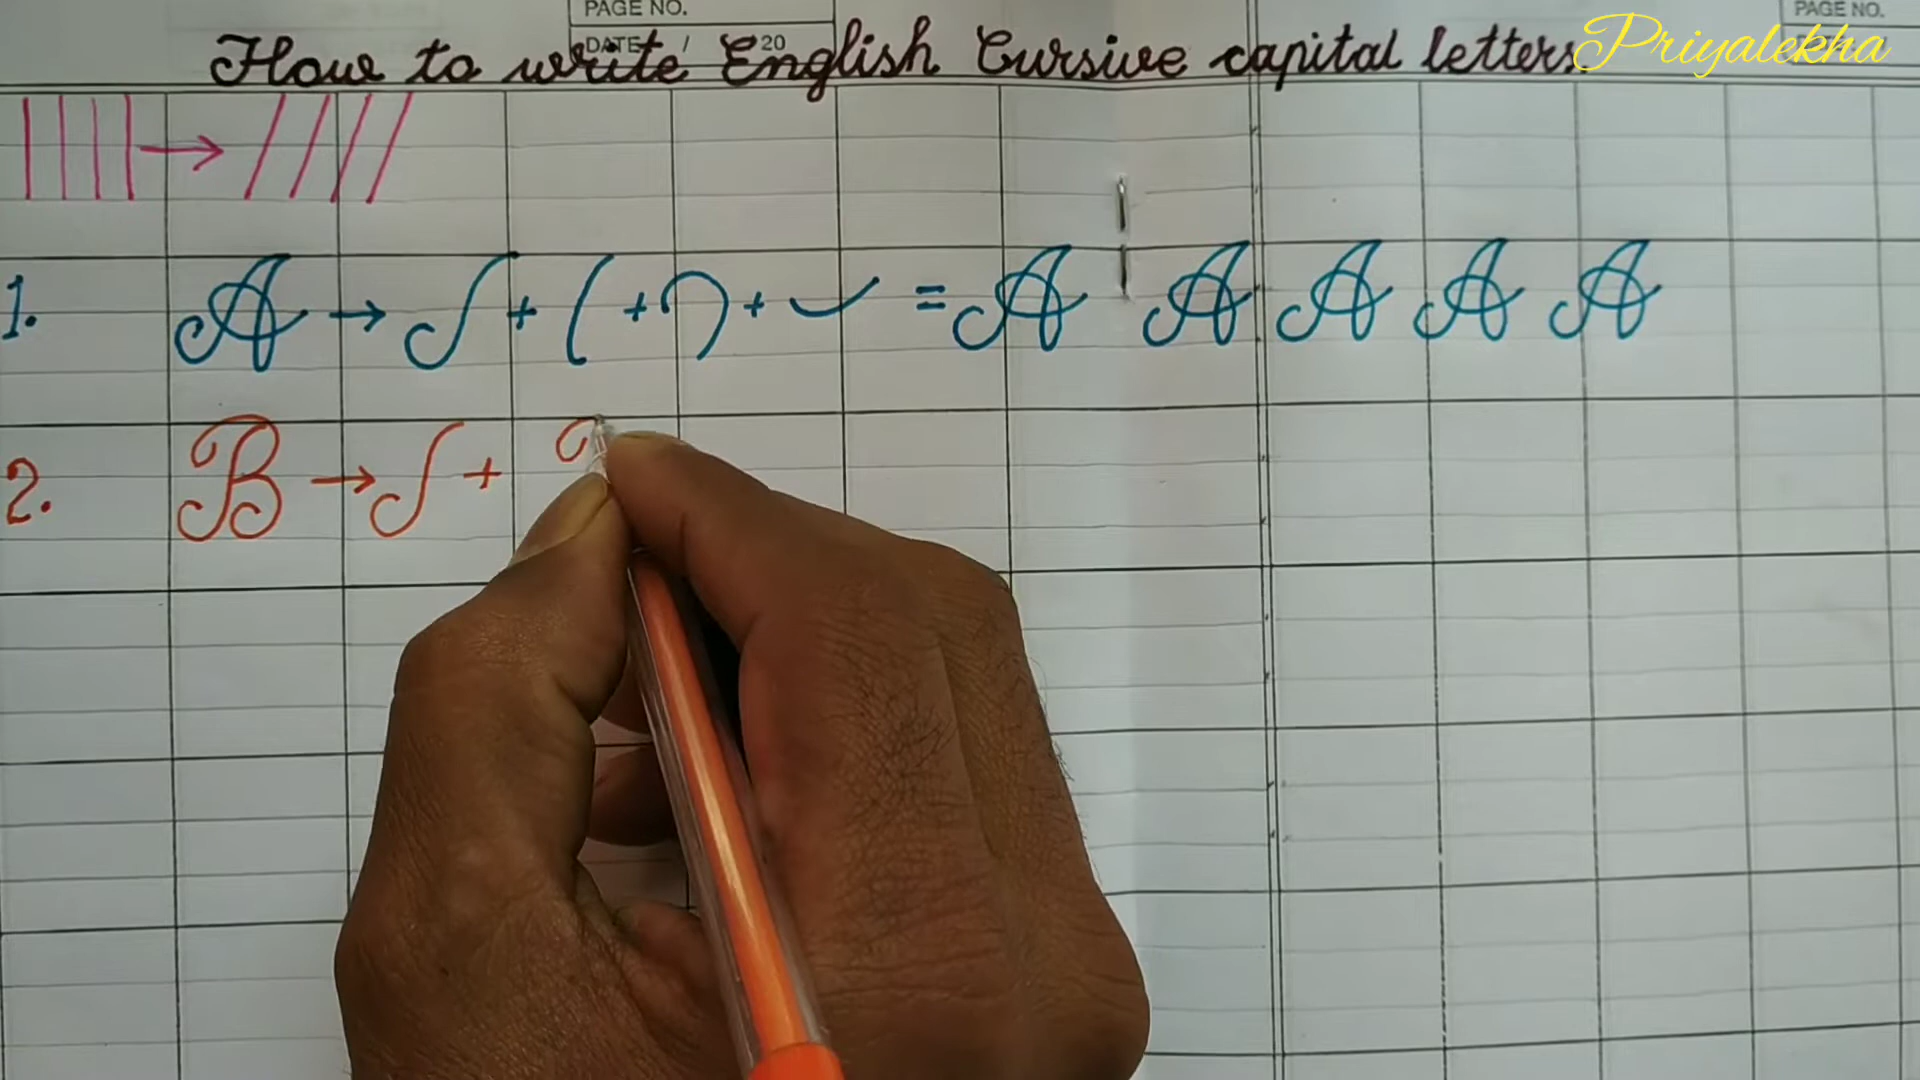 PAGE NO.
PAGE NO.
DATE / 20
How to write English Cursive capital letters
Priyalekha
1. A → + ( + + = A A A A A
2. B → +